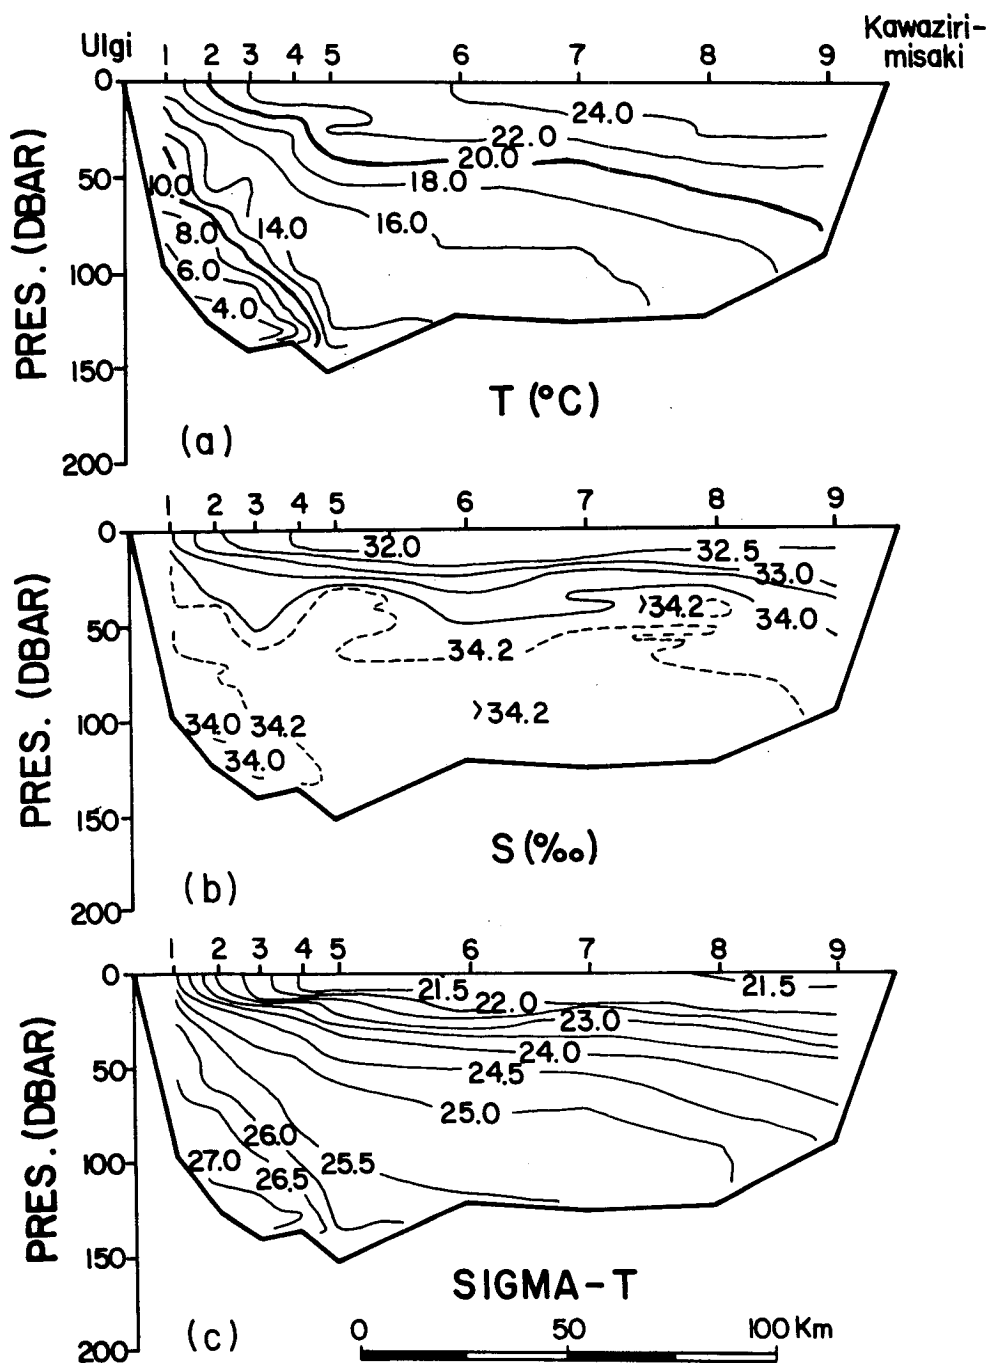 Ulgi 1 2 3 4 5 6 7 8 9 Kawaziri-
misaki
0
24.0
22.0
20.0
50
10.0 18.0
8.0 14.0 16.0
100
6.0
4.0
150
200
PRES. (DBAR)
T (°C)
(a)
1 2 3 4 5 6 7 8 9
0
32.0 32.5
33.0
>34.2
34.0
50
34.2
100
34.0 34.2 >34.2
34.0
150
200
PRES. (DBAR)
S (‰)
(b)
1 2 3 4 5 6 7 8 9
0
21.5 21.5
22.0
23.0
24.0
50
24.5
25.0
26.0
100
27.0 25.5
26.5
150
200
PRES. (DBAR)
SIGMA-T
(c)
0 50 100 Km